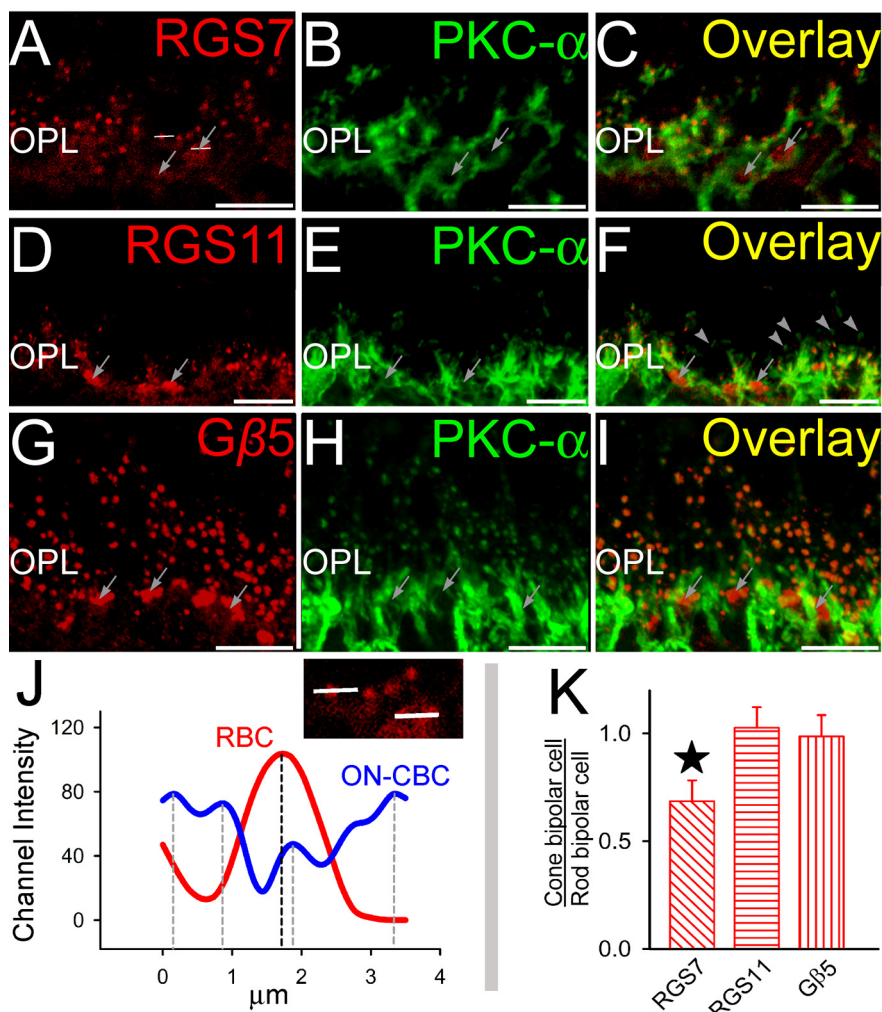 A RGS7
B PKC-α
C Overlay
OPL
OPL
OPL
D RGS11
E PKC-α
F Overlay
OPL
OPL
OPL
G Gβ5
H PKC-α
I Overlay
OPL
OPL
OPL
J
120
80
40
0
Channel Intensity
RBC
ON-CBC
0 1 2 3 4
μm
K
1.0
0.5
0.0
Cone bipolar cell
Rod bipolar cell
RGS7
RGS11
Gβ5